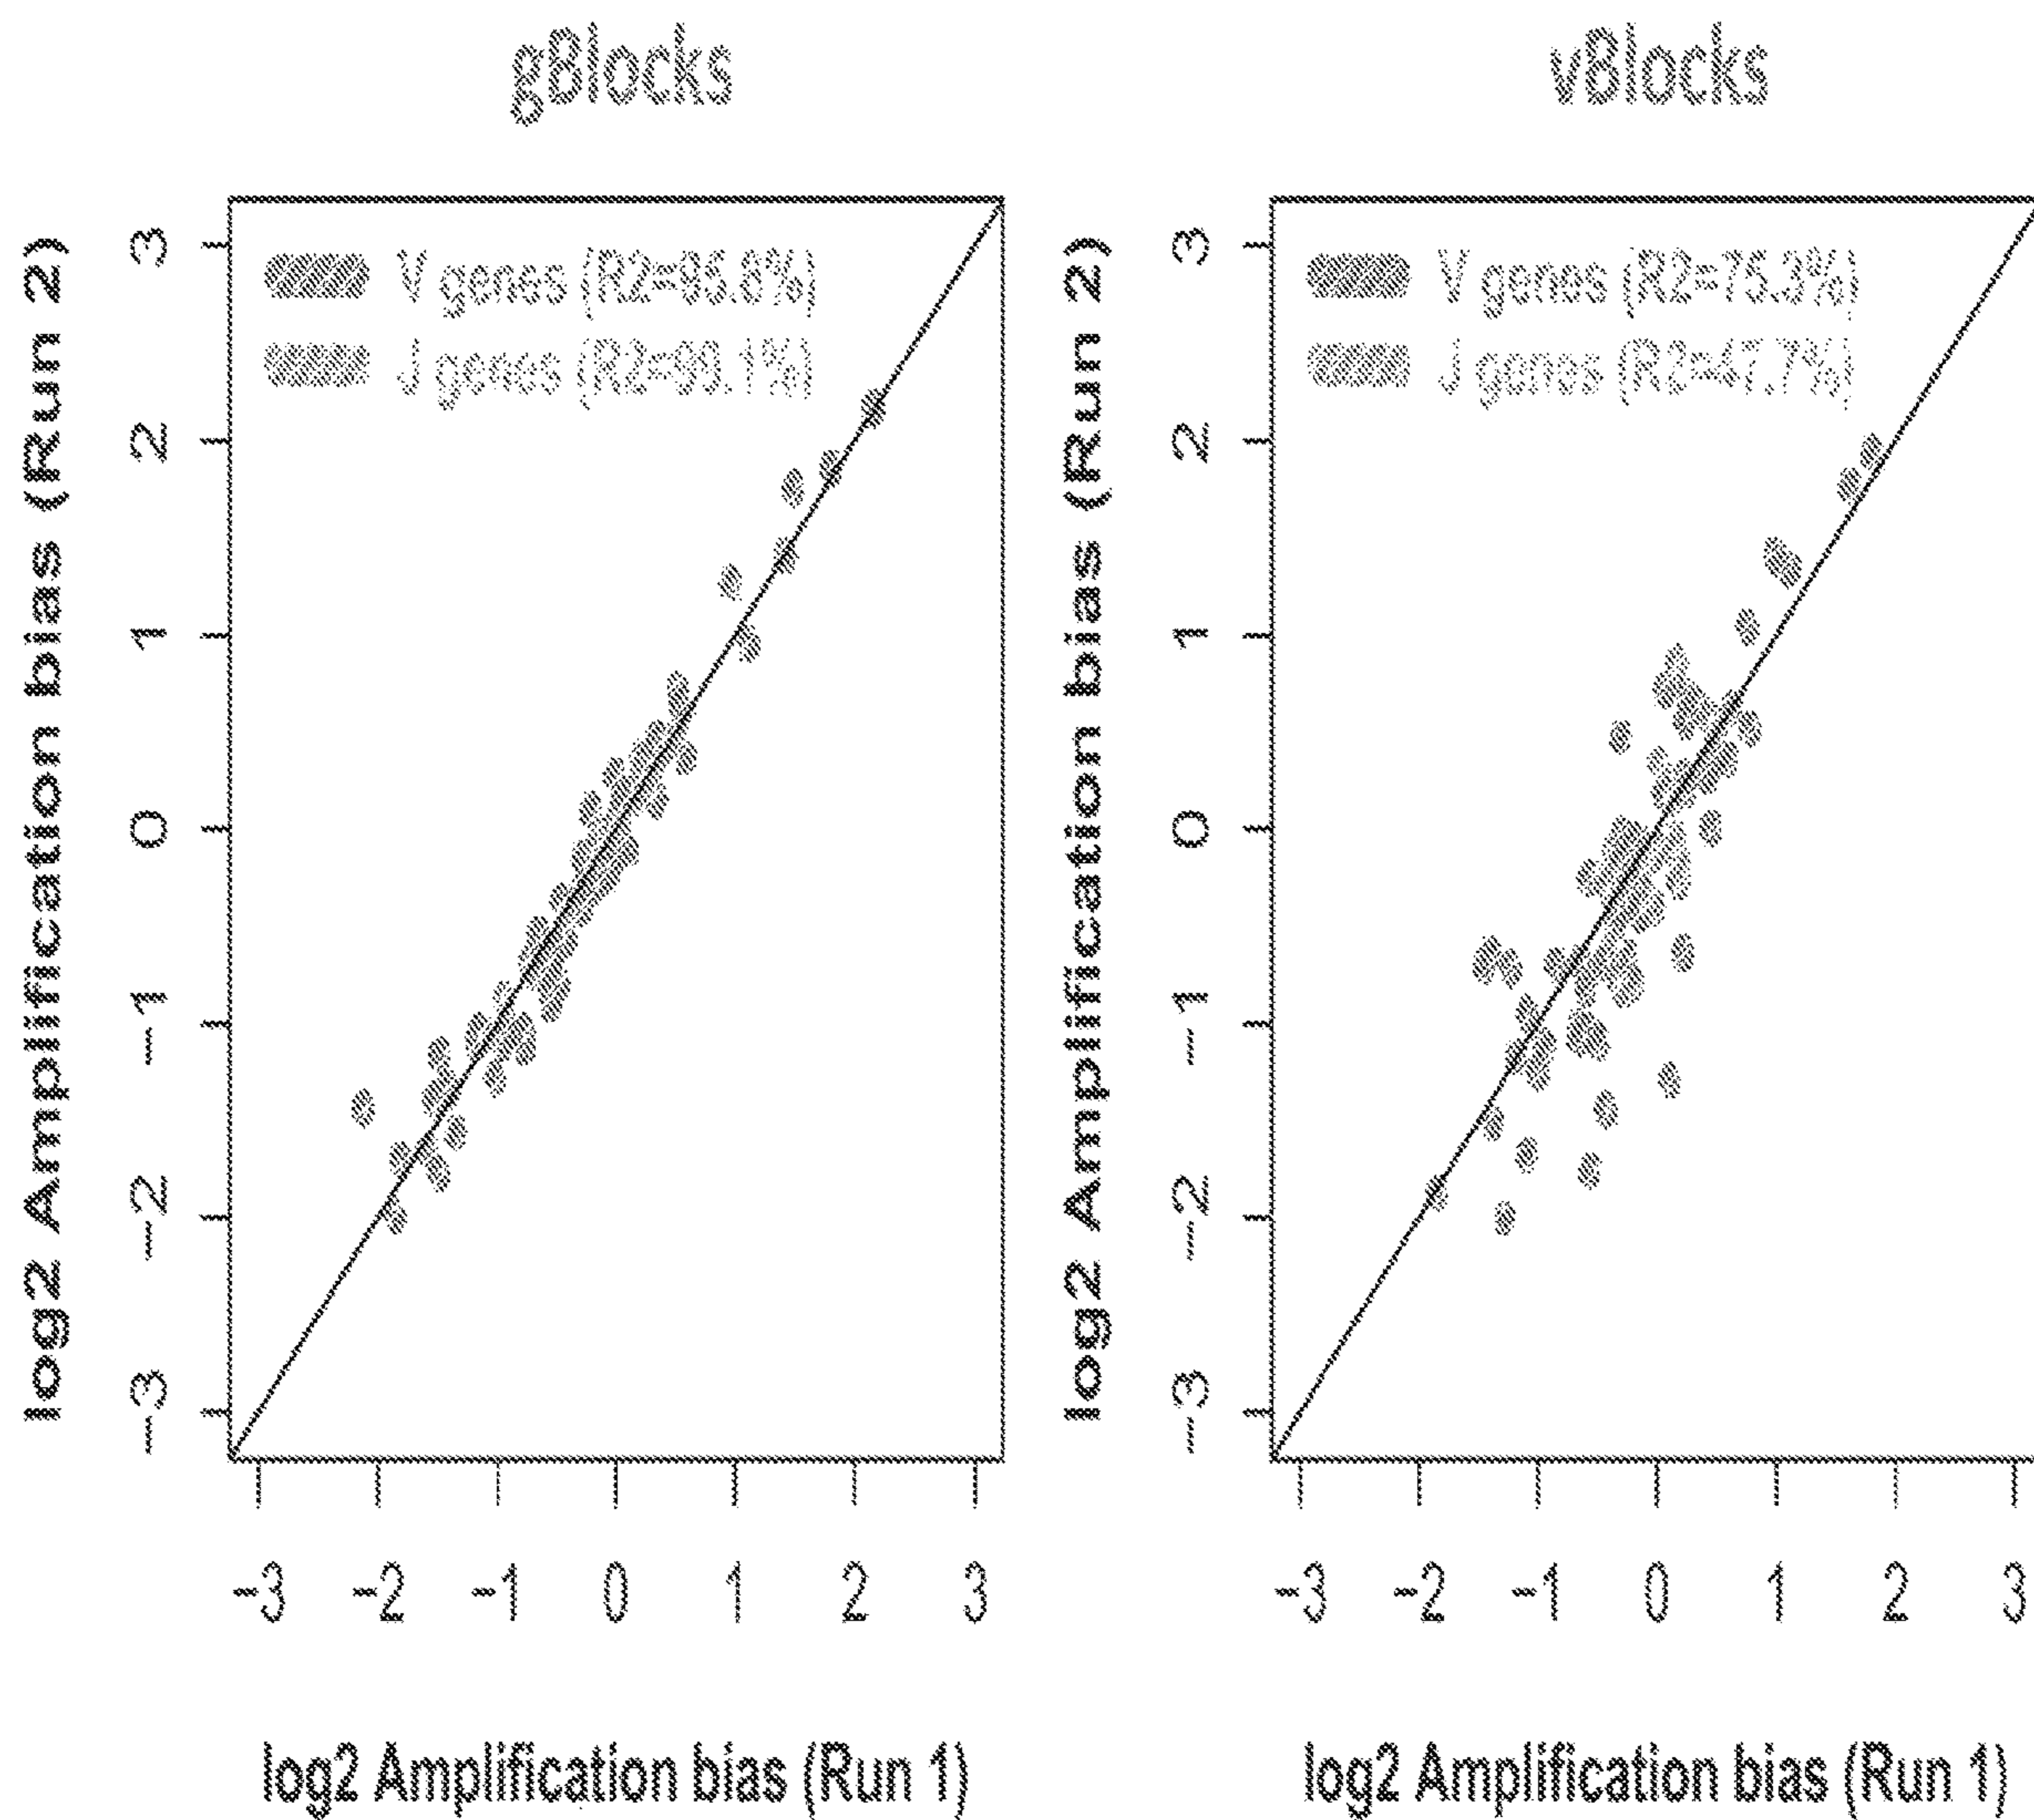 gBlocks
log2 Amplification bias (Run 2)
3
2
1
0
-1
-2
-3
V genes (R2=95.8%)
J genes (R2=99.1%)
-3 -2 -1 0 1 2 3
log2 Amplification bias (Run 1)
vBlocks
log2 Amplification bias (Run 2)
3
2
1
0
-1
-2
-3
V genes (R2=75.3%)
J genes (R2=47.7%)
-3 -2 -1 0 1 2 3
log2 Amplification bias (Run 1)